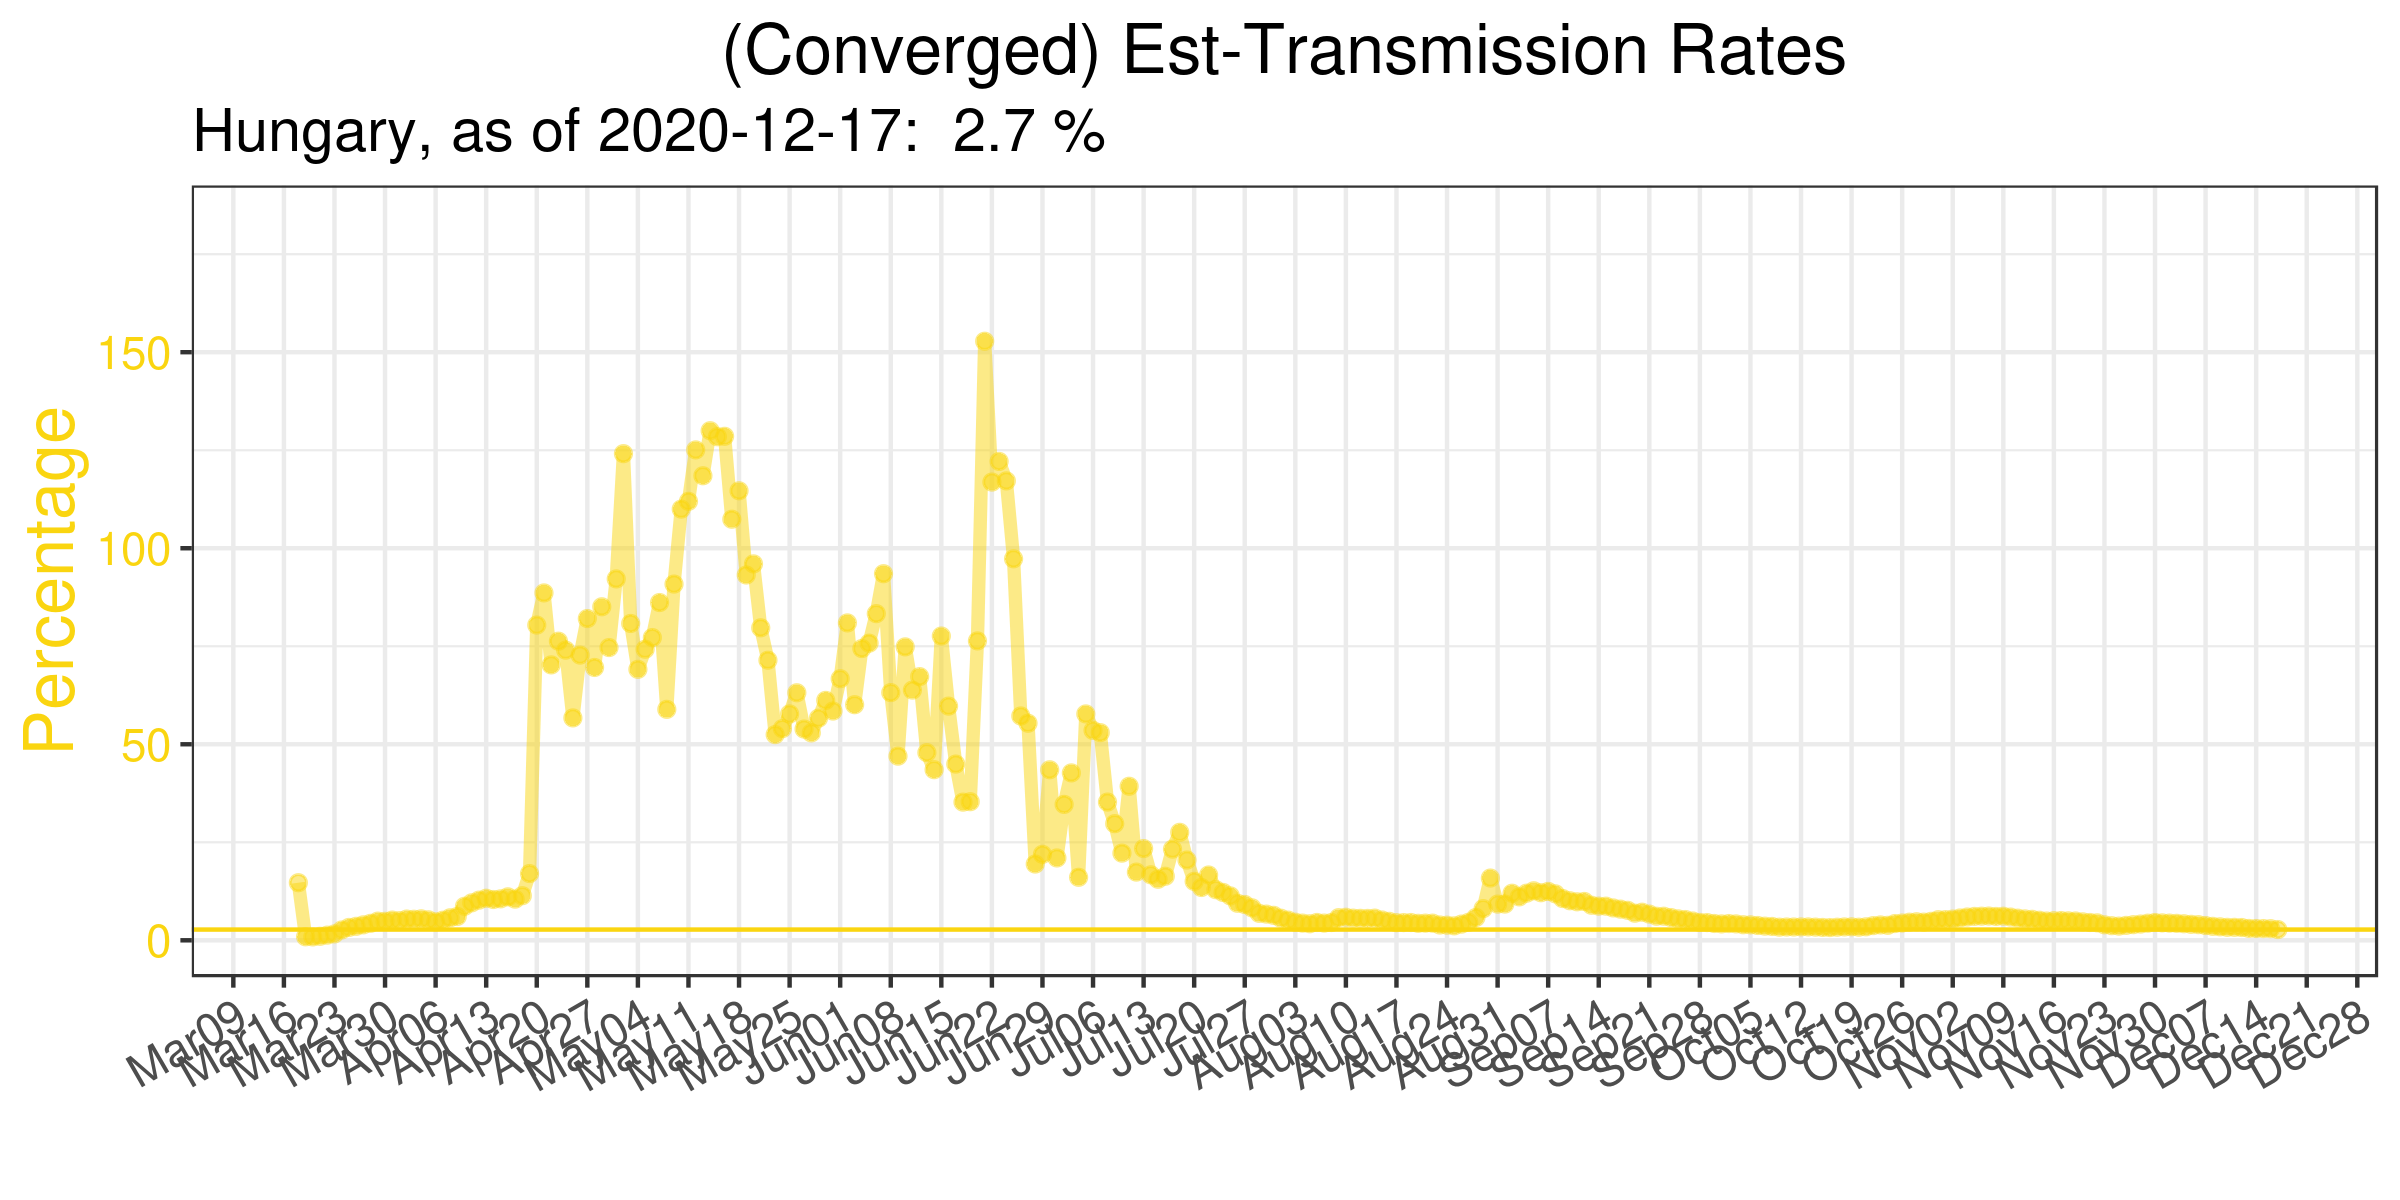 (Converged) Est-Transmission Rates
Hungary, as of 2020-12-17:  2.7 %
Percentage
150
100
50
0
Mar09
Mar16
Mar23
Mar30
Apr06
Apr13
Apr20
Apr27
May04
May11
May18
May25
Jun01
Jun08
Jun15
Jun22
Jun29
Jul06
Jul13
Jul20
Jul27
Aug03
Aug10
Aug17
Aug24
Aug31
Sep07
Sep14
Sep21
Sep28
Oct05
Oct12
Oct19
Oct26
Nov02
Nov09
Nov16
Nov23
Nov30
Dec07
Dec14
Dec21
Dec28